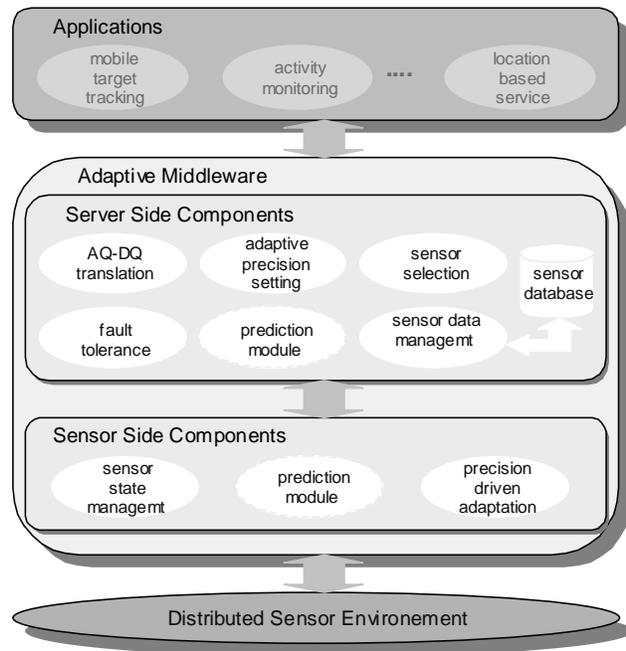 Applications
mobile
target
tracking
activity
monitoring
....
location
based
service
Adaptive Middleware
Server Side Components
AQ-DQ
translation
adaptive
precision
setting
sensor
selection
sensor
database
fault
tolerance
prediction
module
sensor data
managemt
Sensor Side Components
sensor
state
managemt
prediction
module
precision
driven
adaptation
Distributed Sensor Environement